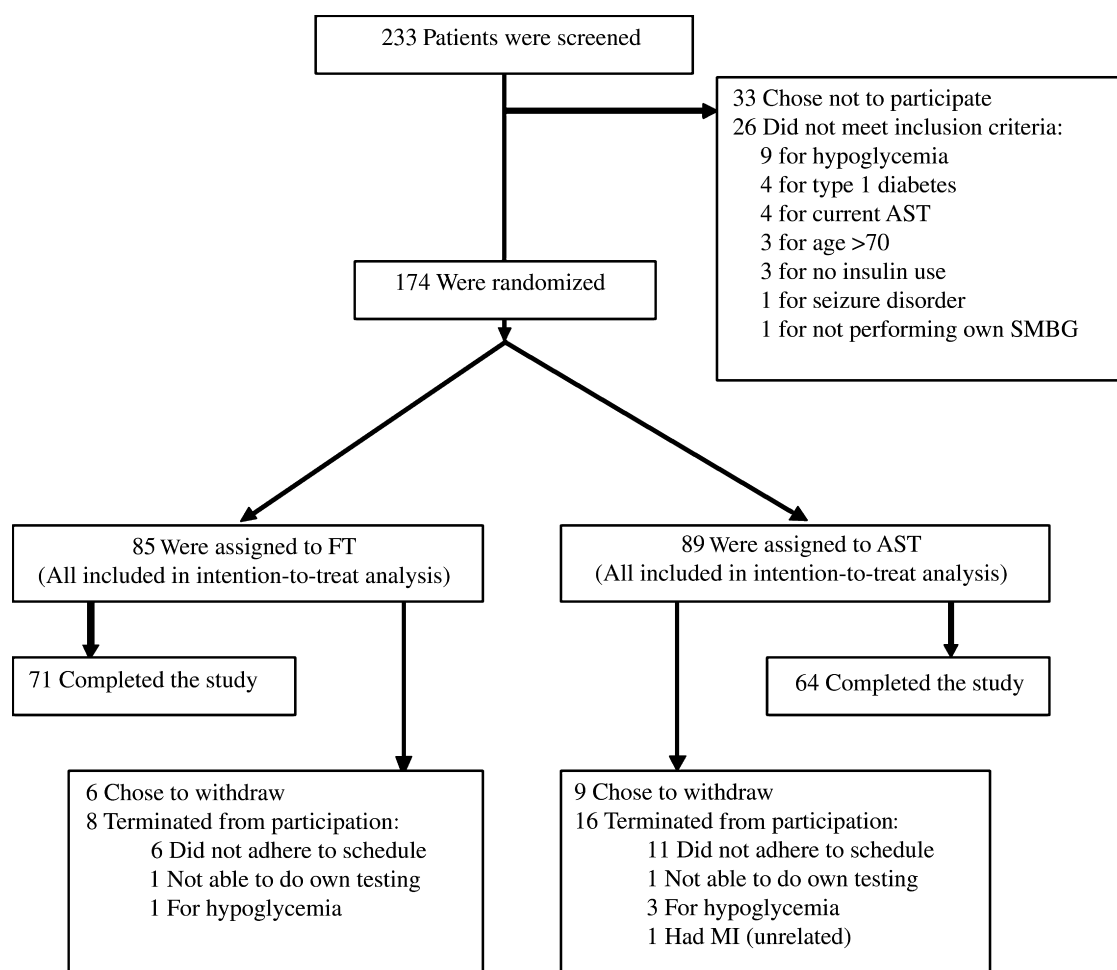 233 Patients were screened
33 Chose not to participate
26 Did not meet inclusion criteria:
9 for hypoglycemia
4 for type 1 diabetes
4 for current AST
3 for age >70
3 for no insulin use
1 for seizure disorder
1 for not performing own SMBG
174 Were randomized
85 Were assigned to FT
(All included in intention-to-treat analysis)
89 Were assigned to AST
(All included in intention-to-treat analysis)
71 Completed the study
64 Completed the study
6 Chose to withdraw
8 Terminated from participation:
6 Did not adhere to schedule
1 Not able to do own testing
1 For hypoglycemia
9 Chose to withdraw
16 Terminated from participation:
11 Did not adhere to schedule
1 Not able to do own testing
3 For hypoglycemia
1 Had MI (unrelated)